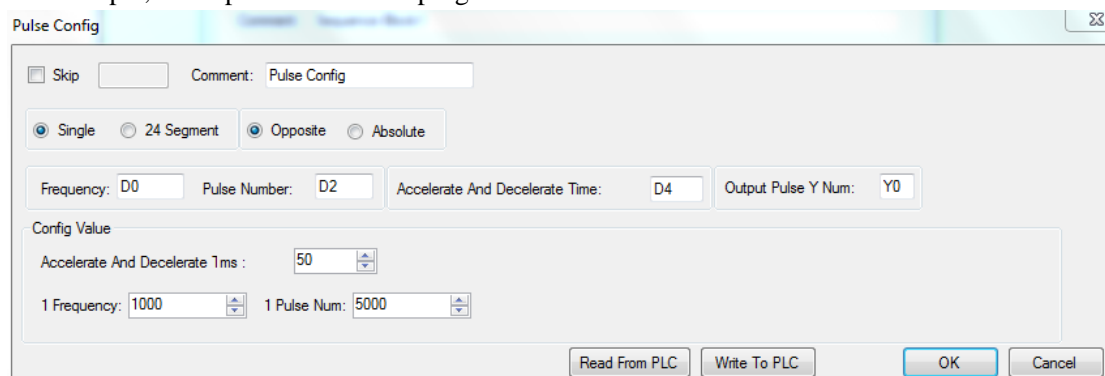 Pulse Config
Skip Comment: Pulse Config
Single 24 Segment Opposite Absolute
Frequency: D0 Pulse Number: D2 Accelerate And Decelerate Time: D4 Output Pulse Y Num: Y0
Config Value
Accelerate And Decelerate 1ms : 50
1 Frequency: 1000 1 Pulse Num: 5000
Read From PLC Write To PLC OK Cancel